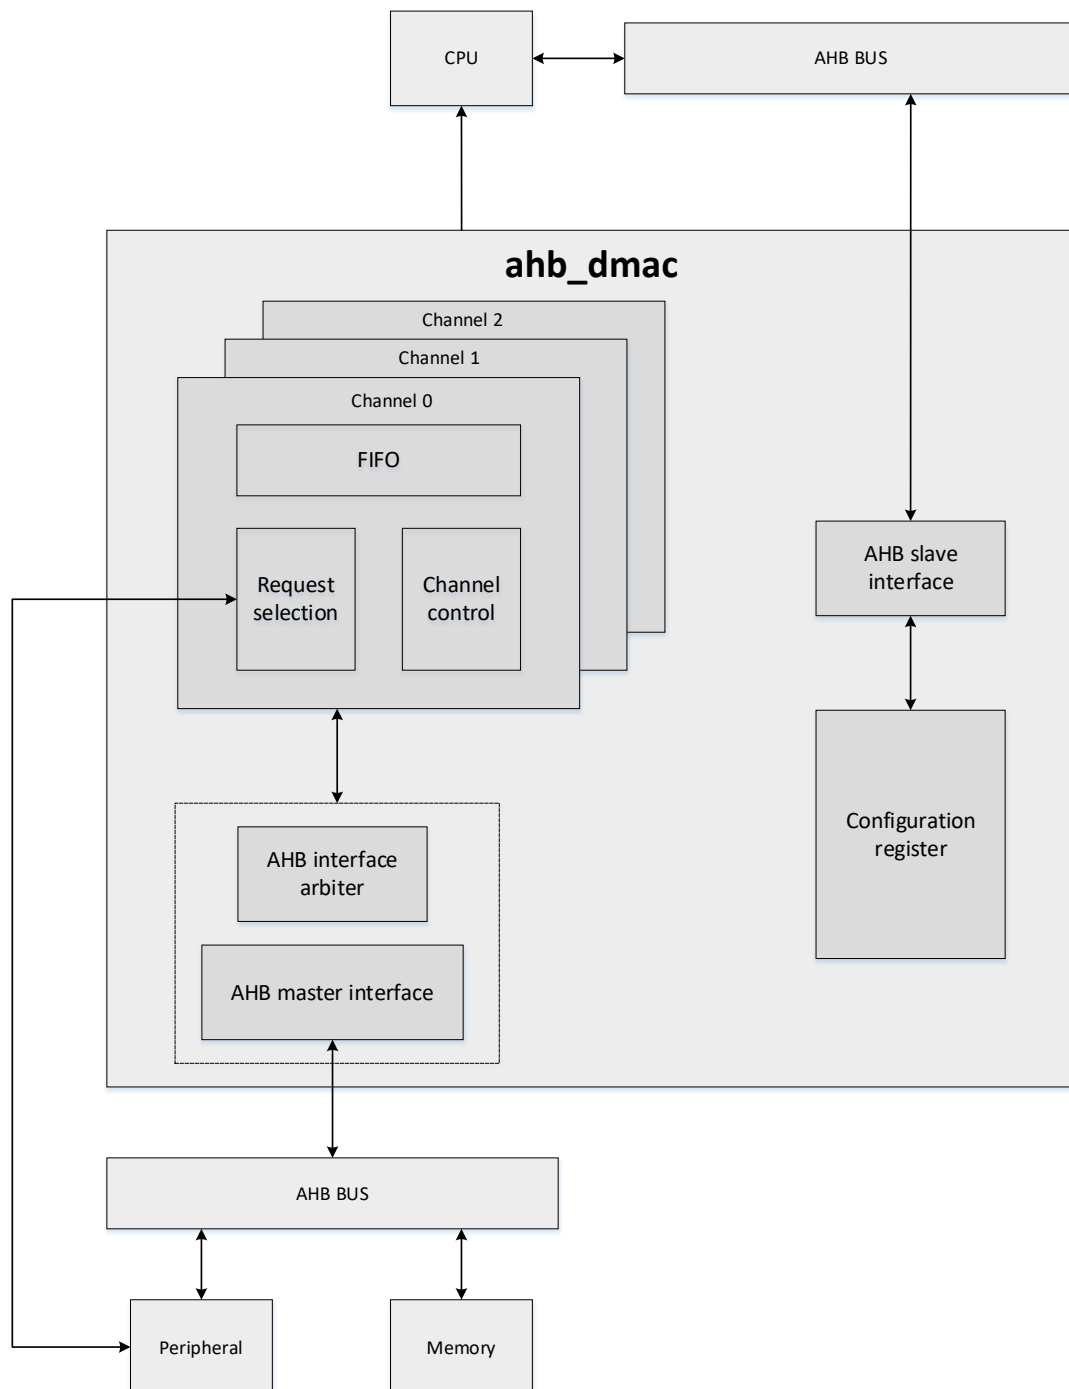 CPU
AHB BUS
ahb_dmac
Channel 2
Channel 1
Channel 0
FIFO
Request
selection
Channel
control
AHB slave
interface
Configuration
register
AHB interface
arbiter
AHB master interface
AHB BUS
Peripheral
Memory